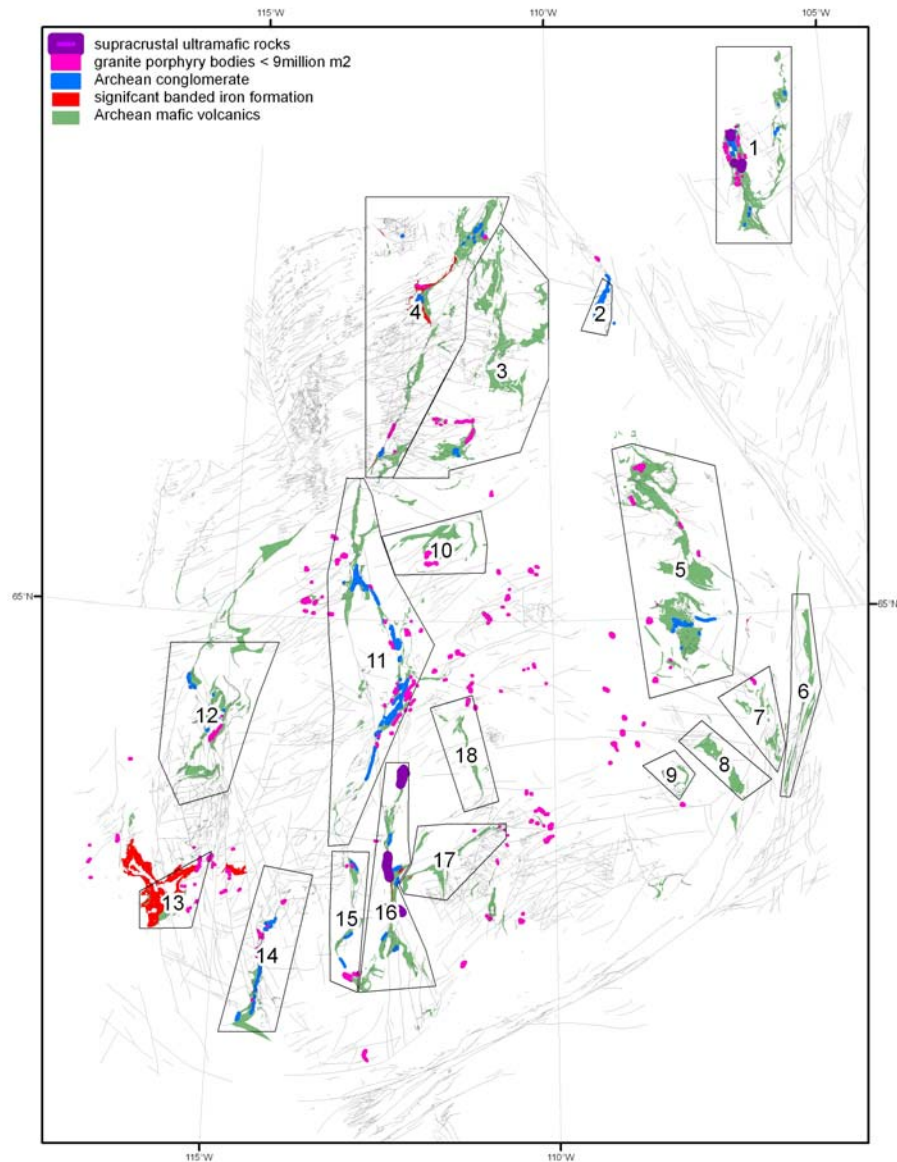 115°W 110°W 105°W
supracrustal ultramafic rocks
granite porphyry bodies < 9million m2
Archean conglomerate
signifcant banded iron formation
Archean mafic volcanics
1
2
4
3
10
5
65°N 65°N
11
6
12
7
18
8
9
17
13
16
15
14
115°W 110°W